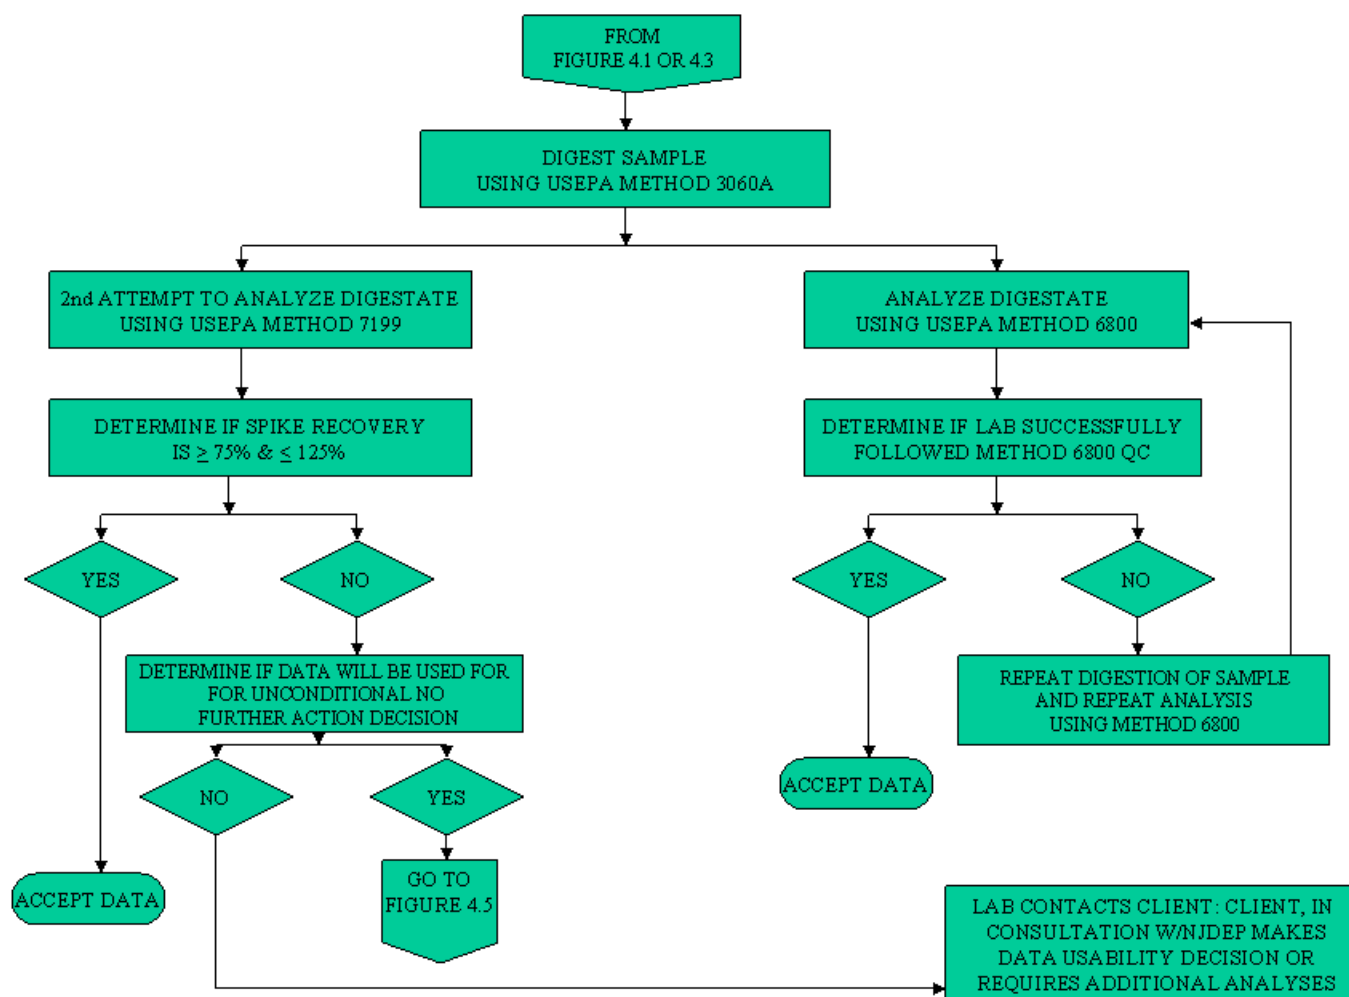 FROM
FIGURE 4.1 OR 4.3
DIGEST SAMPLE
USING USEPA METHOD 3060A
2nd ATTEMPT TO ANALYZE DIGESTATE
USING USEPA METHOD 7199
ANALYZE DIGESTATE
USING USEPA METHOD 6800
DETERMINE IF SPIKE RECOVERY
IS ≥ 75% & ≤ 125%
DETERMINE IF LAB SUCCESSFULLY
FOLLOWED METHOD 6800 QC
YES
NO
YES
NO
DETERMINE IF DATA WILL BE USED FOR
FOR UNCONDITIONAL NO
FURTHER ACTION DECISION
REPEAT DIGESTION OF SAMPLE
AND REPEAT ANALYSIS
USING METHOD 6800
NO
YES
ACCEPT DATA
GO TO
FIGURE 4.5
ACCEPT DATA
LAB CONTACTS CLIENT: CLIENT, IN
CONSULTATION W/NJDEP MAKES
DATA USABILITY DECISION OR
REQUIRES ADDITIONAL ANALYSES